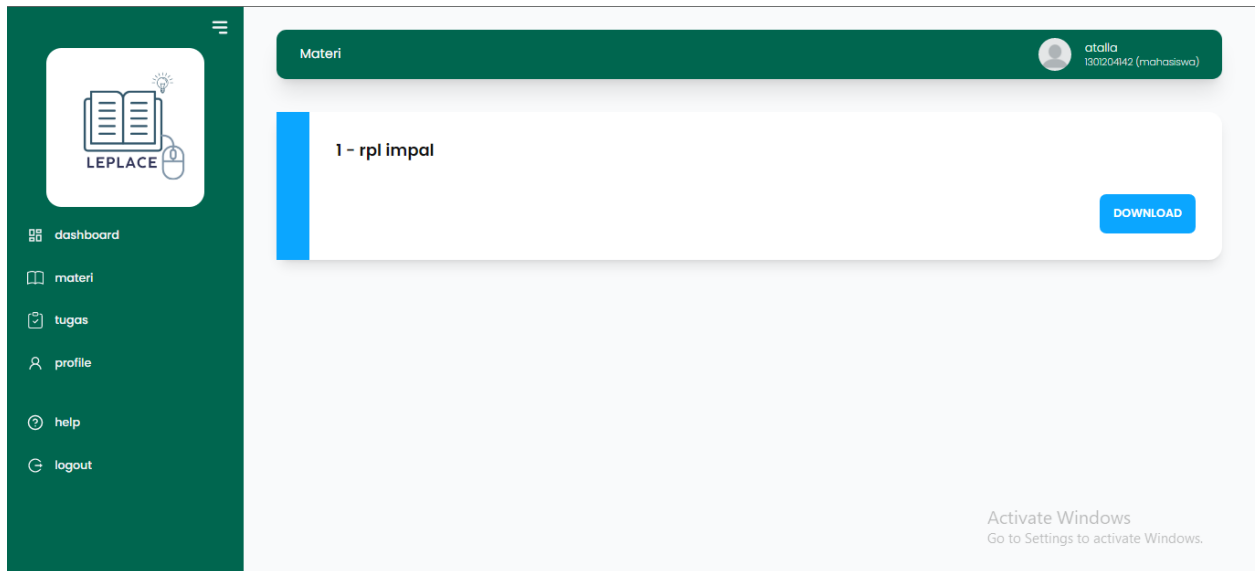 LEPLACE
dashboard
materi
tugas
profile
help
logout
Materi
atalla
1301204142 (mahasiswa)
1 - rpl impal
DOWNLOAD
Activate Windows
Go to Settings to activate Windows.